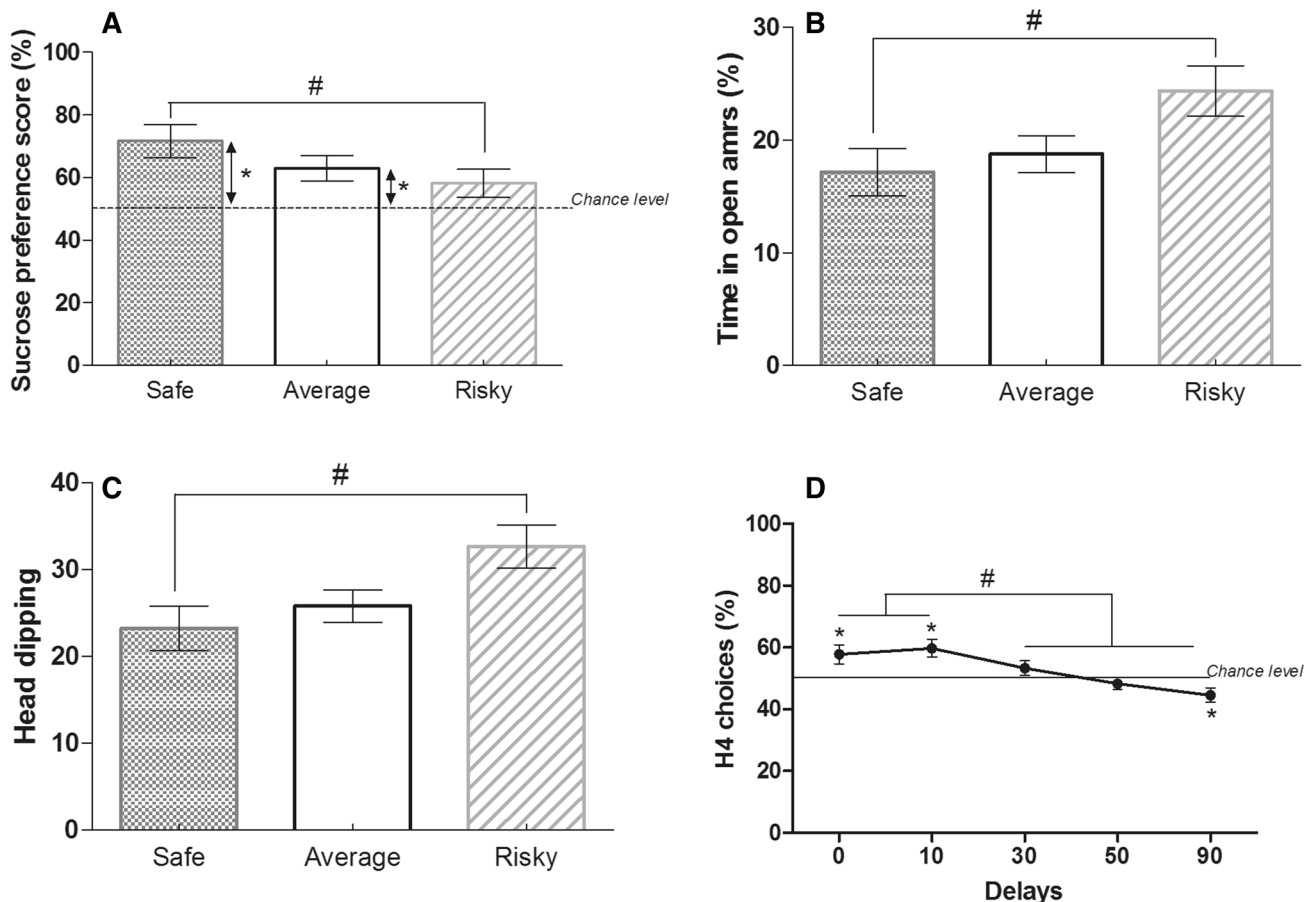 A
Sucrose preference score (%)
100
80
60
40
20
0
#
*
*
Chance level
Safe Average Risky
B
Time in open amrs (%)
30
20
10
0
#
Safe Average Risky
C
Head dipping
40
30
20
10
0
#
Safe Average Risky
D
H4 choices (%)
100
80
60
40
20
0
#
*
*
Chance level
*
0 10 30 50 90
Delays